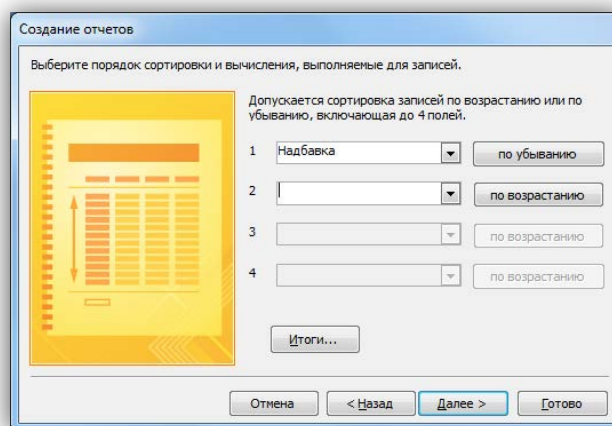 Создание отчетов
Выберите порядок сортировки и вычисления, выполняемые для записей.
Допускается сортировка записей по возрастанию или по
убыванию, включающая до 4 полей.
1 Надбавка по убыванию
2 по возрастанию
3 по возрастанию
4 по возрастанию
Итоги...
Отмена < Назад Далее > Готово